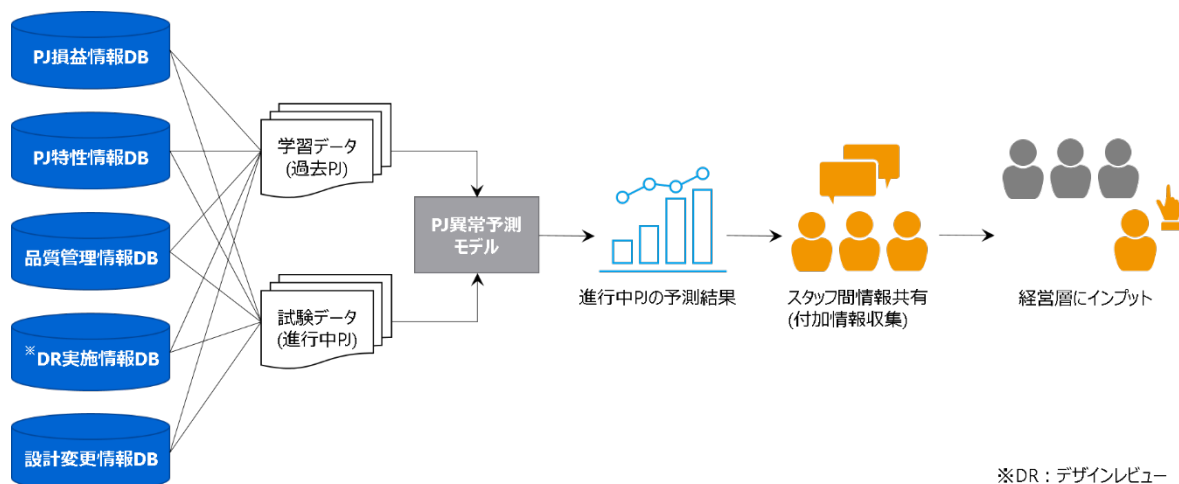 PJ損益情報DB
PJ特性情報DB
品質管理情報DB
※DR実施情報DB
設計変更情報DB
学習データ
(過去PJ)
試験データ
(進行中PJ)
PJ異常予測
モデル
進行中PJの予測結果
スタッフ間情報共有
(付加情報収集)
経営層にインプット
※DR：デザインレビュー